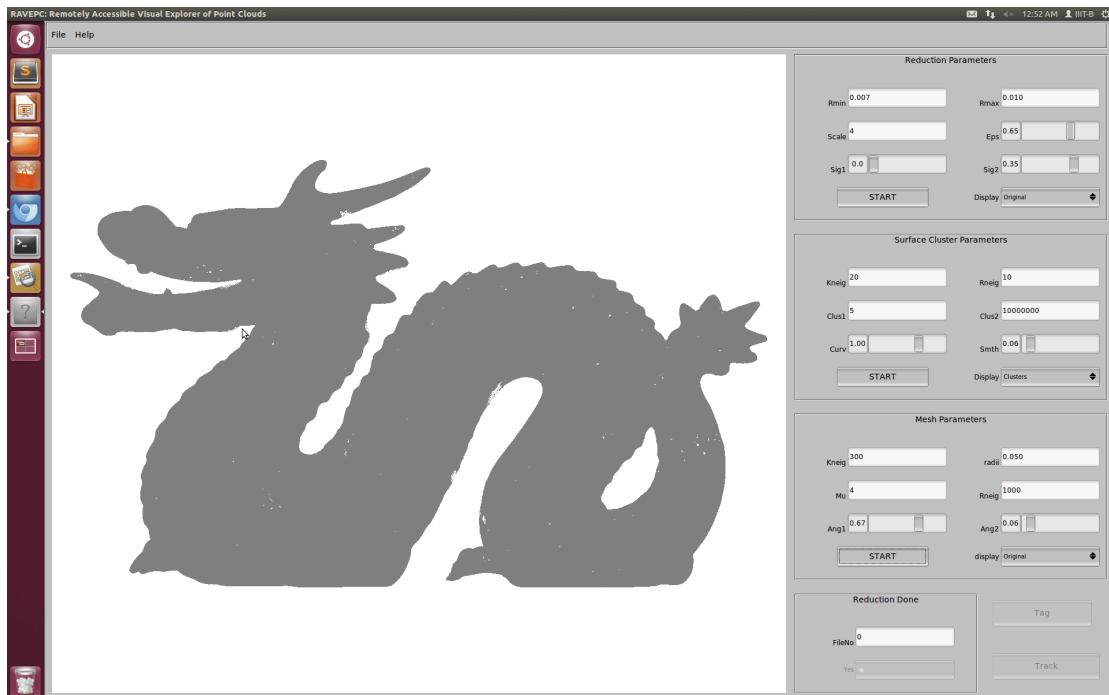 RAVEPC: Remotely Accessible Visual Explorer of Point Clouds 12:52 AM IIIT-B
File Help
Reduction Parameters
Rmin 0.007 Rmax 0.010
Scale 4 Eps 0.65
Sig1 0.0 Sig2 0.35
START Display Original
Surface Cluster Parameters
Kneig 20 Rneig 10
Clus1 5 Clus2 10000000
Curv 1.00 Smth 0.06
START Display Clusters
Mesh Parameters
Kneig 300 radii 0.050
Mu 4 Rneig 1000
Ang1 0.67 Ang2 0.06
START display Original
Reduction Done
Tag
FileNo 0
Yes
Track